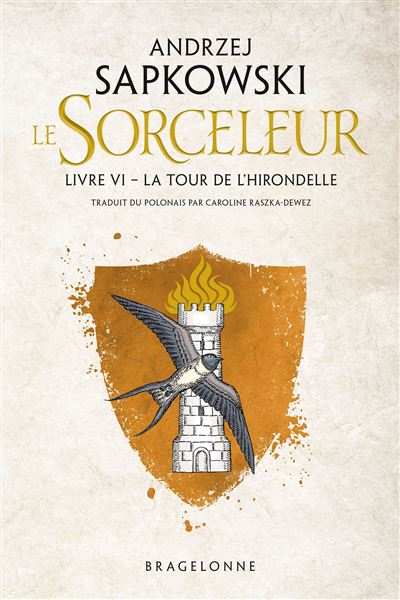 ANDRZEJ
SAPKOWSKI
LE SORCELEUR
LIVRE VI – LA TOUR DE L'HIRONDELLE
TRADUIT DU POLONAIS PAR CAROLINE RASZKA-DEWEZ
BRAGELONNE